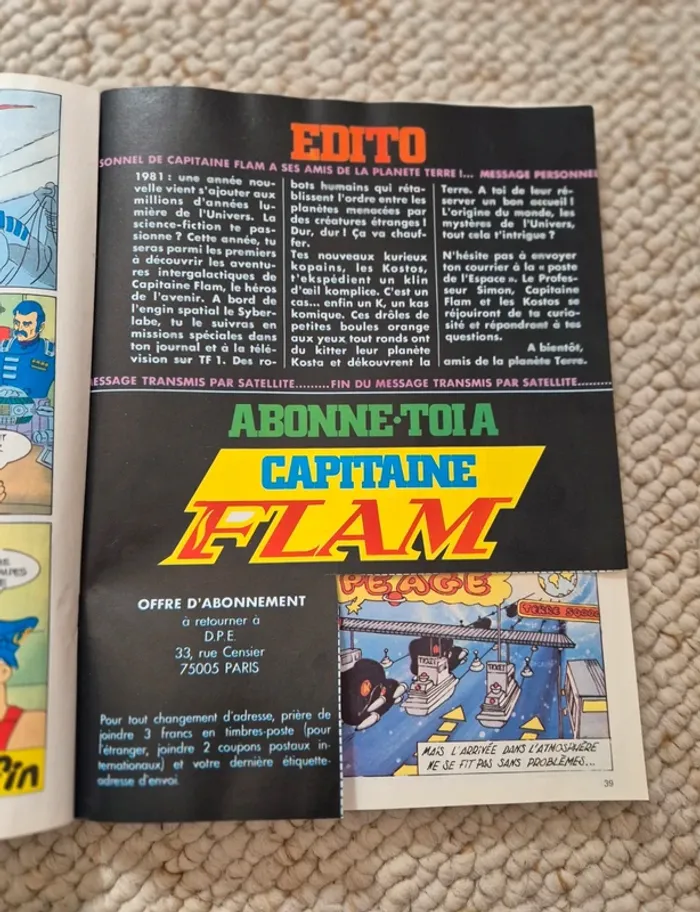 EDITO
SONNEL DE CAPITAINE FLAM A SES AMIS DE LA PLANETE TERRE !... MESSAGE PERSONNEL
1981 : une année nou-
velle vient s'ajouter aux
millions d'années lu-
mière de l'Univers. La
science-fiction te pas-
sionne ? Cette année, tu
seras parmi les premiers
à découvrir les aventu-
res intergalactiques de
Capitaine Flam, le héros
de l'avenir. A bord de
l'engin spatial le Syber-
labe, tu le suivras en
missions spéciales dans
ton journal et à la télé-
vision sur TF 1. Des ro-
bots humains qui réta-
blissent l'ordre entre les
planètes menacées par
des créatures étranges !
Dur, dur ! Ça va chauf-
fer.
Tes nouveaux kurieux
kopains, les Kostos,
t'ekspédient un klin
d'œil komplice. C'est un
cas... enfin un K, un kas
komique. Ces drôles de
petites boules orange
aux yeux tout ronds ont
du kitter leur planète
Kosta et dékouvrent la
Terre. A toi de leur ré-
server un bon accueil !
L'origine du monde, les
mystères de l'Univers,
tout cela t'intrigue ?
N'hésite pas à envoyer
ton courrier à la « poste
de l'Espace ». Le Profes-
seur Simon, Capitaine
Flam et les Kostos se
réjouiront de ta curio-
sité et répondront à tes
questions.
A bientôt,
amis de la planète Terre.
MESSAGE TRANSMIS PAR SATELLITE.........FIN DU MESSAGE TRANSMIS PAR SATELLITE.........
ABONNE·TOI A
CAPITAINE
FLAM
OFFRE D'ABONNEMENT
à retourner à
D.P.E.
33, rue Censier
75005 PARIS
Pour tout changement d'adresse, prière de
joindre 3 francs en timbres-poste (pour
l'étranger, joindre 2 coupons postaux in-
ternationaux) et votre dernière étiquette-
adresse d'envoi.
PEAGE
TICKET
TICKET
MAIS L'ARRIVÉE DANS L'ATMOSPHÈRE
NE SE FIT PAS SANS PROBLÈMES...
39